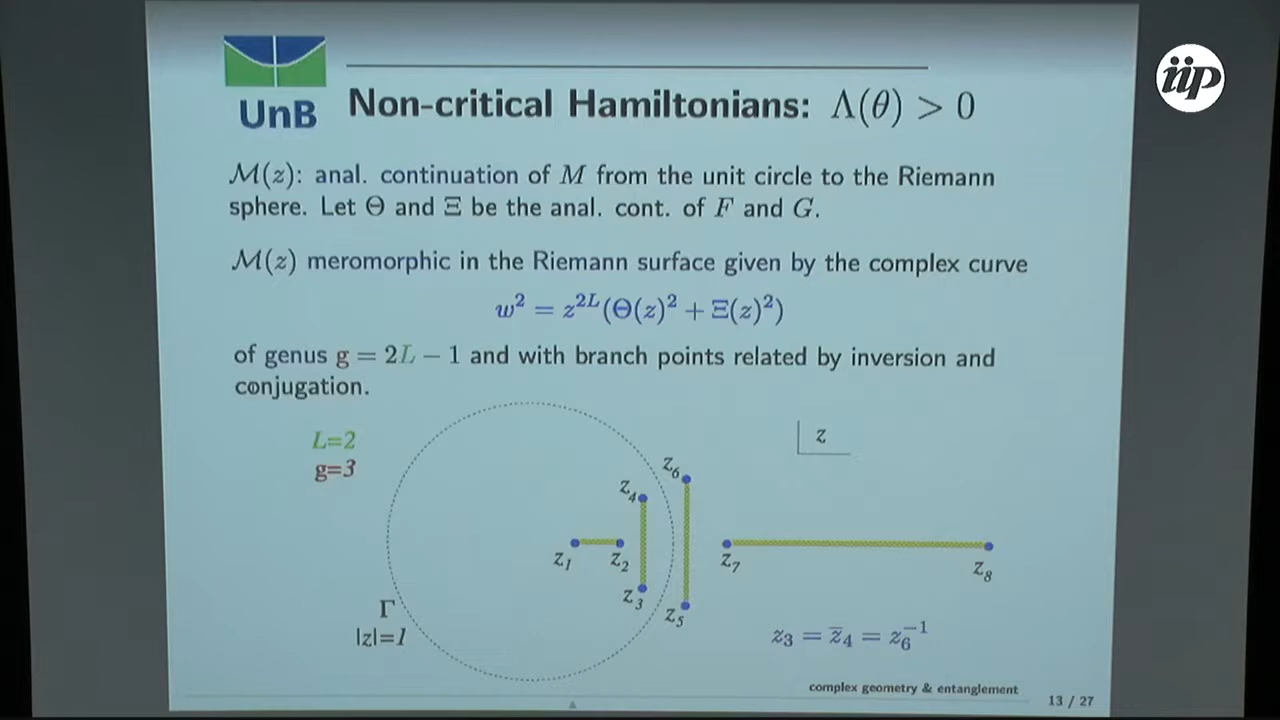 iip
UnB
Non-critical Hamiltonians: Λ(θ) > 0
ℳ(z): anal. continuation of M from the unit circle to the Riemann
sphere. Let Θ and Ξ be the anal. cont. of F and G.
ℳ(z) meromorphic in the Riemann surface given by the complex curve
w² = z²ᴸ(Θ(z)² + Ξ(z)²)
of genus g = 2L − 1 and with branch points related by inversion and
conjugation.
L=2
g=3
z
z₆
z₄
z₁
z₂
z₇
z₈
z₃
z₅
Γ
|z|=1
z₃ = z̄₄ = z₆⁻¹
complex geometry & entanglement
13 / 27